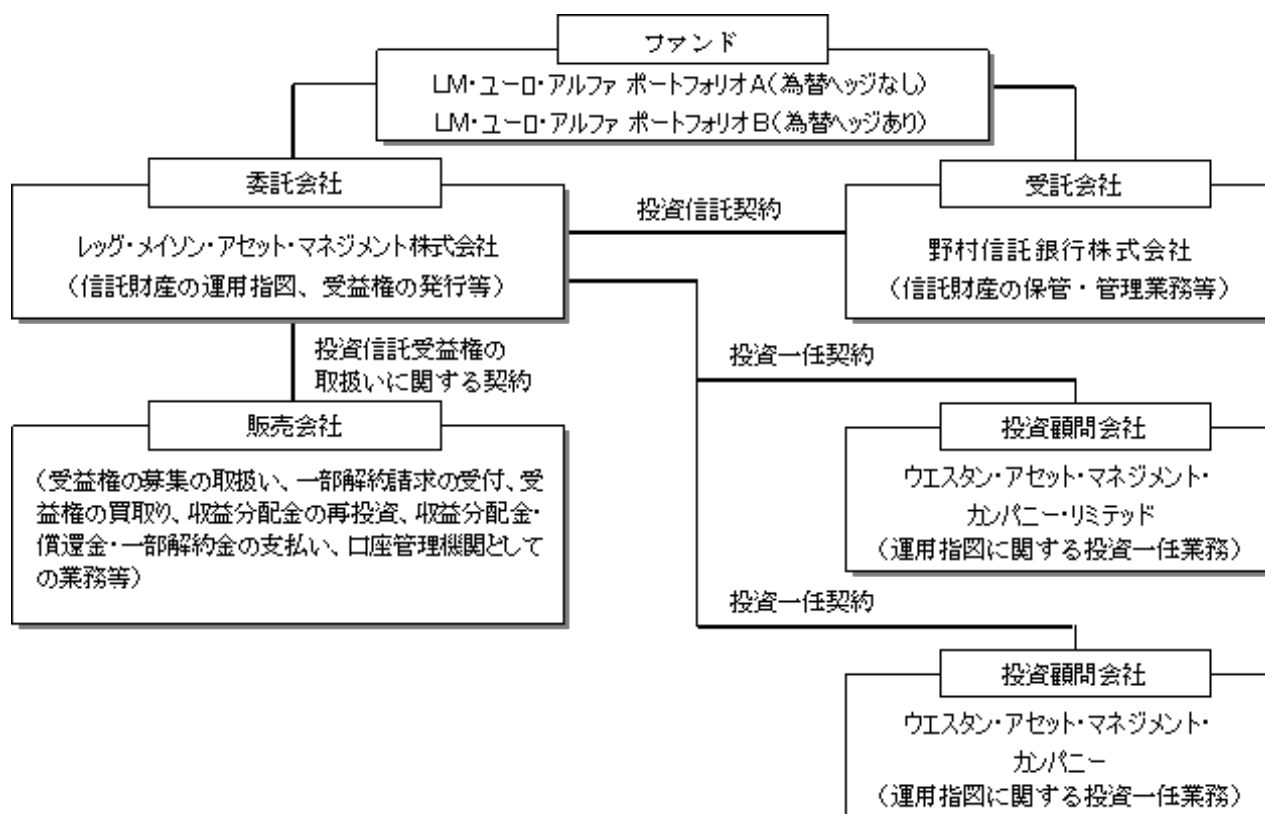 ファンド
LM・ユーロ・アルファ ポートフォリオA(為替ヘッジなし)
LM・ユーロ・アルファ ポートフォリオB(為替ヘッジあり)
委託会社
レッグ・メイソン・アセット・マネジメント株式会社
(信託財産の運用指図、受益権の発行等)
投資信託契約
受託会社
野村信託銀行株式会社
(信託財産の保管・管理業務等)
投資信託受益権の
取扱いに関する契約
販売会社
(受益権の募集の取扱い、一部解約請求の受付、受
益権の買取り、収益分配金の再投資、収益分配金・
償還金・一部解約金の支払い、口座管理機関として
の業務等)
投資一任契約
投資顧問会社
ウエスタン・アセット・マネジメント・
カンパニー・リミテッド
(運用指図に関する投資一任業務)
投資一任契約
投資顧問会社
ウエスタン・アセット・マネジメント・
カンパニー
(運用指図に関する投資一任業務)